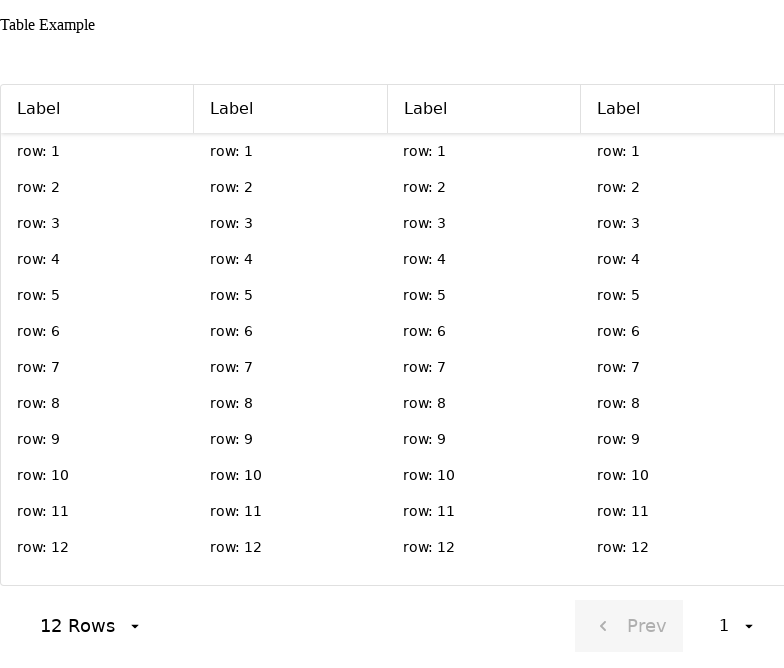 Table Example
Label Label Label Label
row: 1 row: 1 row: 1 row: 1
row: 2 row: 2 row: 2 row: 2
row: 3 row: 3 row: 3 row: 3
row: 4 row: 4 row: 4 row: 4
row: 5 row: 5 row: 5 row: 5
row: 6 row: 6 row: 6 row: 6
row: 7 row: 7 row: 7 row: 7
row: 8 row: 8 row: 8 row: 8
row: 9 row: 9 row: 9 row: 9
row: 10 row: 10 row: 10 row: 10
row: 11 row: 11 row: 11 row: 11
row: 12 row: 12 row: 12 row: 12
12 Rows Prev 1